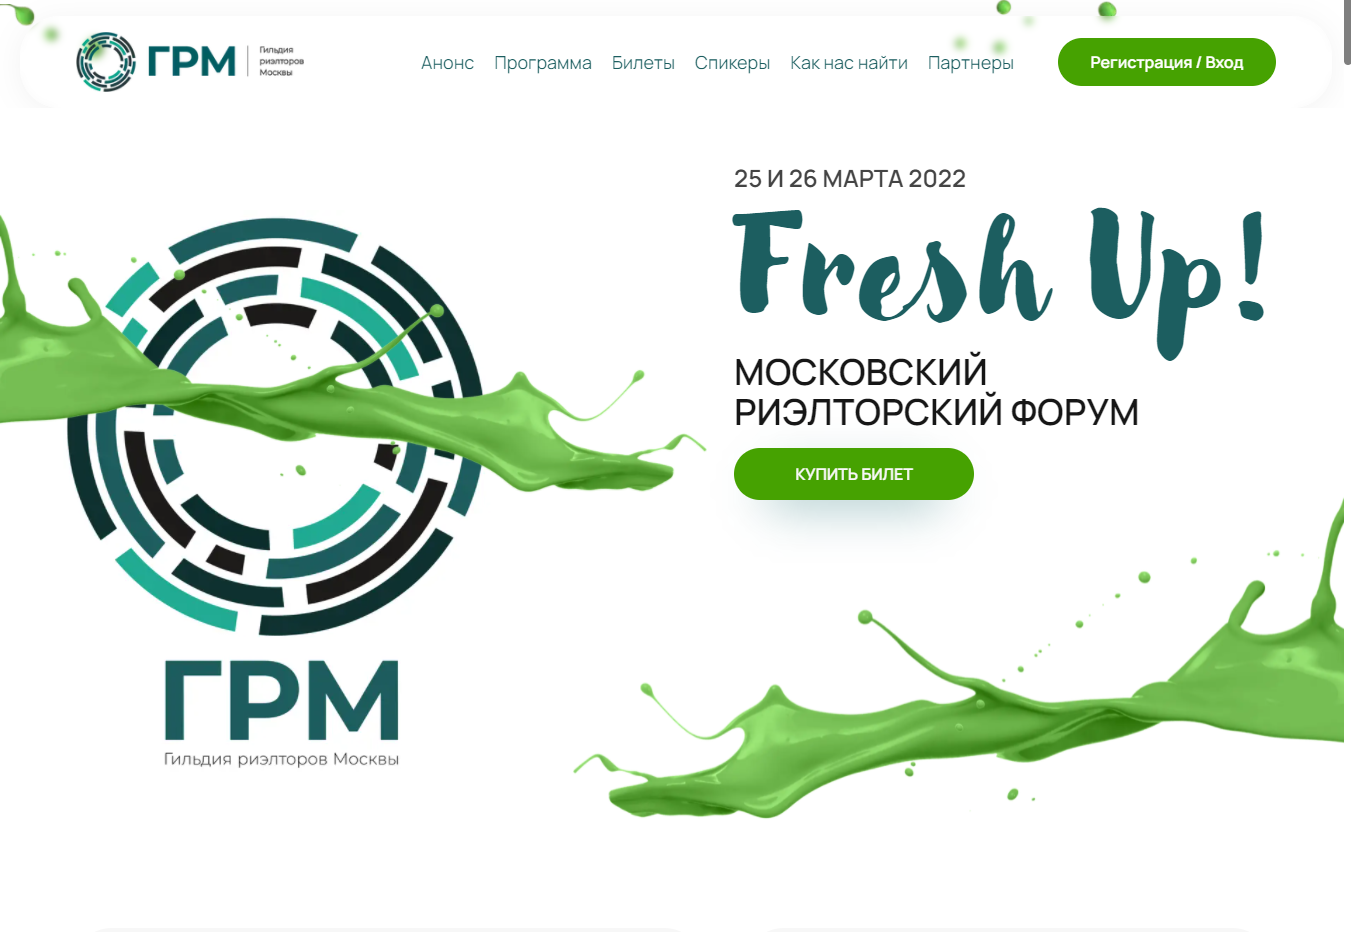 ГРМ
Гильдия
риэлторов
Москвы
Анонс
Программа
Билеты
Спикеры
Как нас найти
Партнеры
Регистрация / Вход
25 И 26 МАРТА 2022
Fresh Up!
МОСКОВСКИЙ
РИЭЛТОРСКИЙ ФОРУМ
КУПИТЬ БИЛЕТ
ГРМ
Гильдия риэлторов Москвы